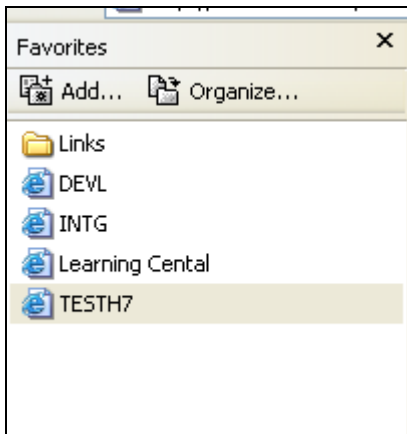 Favorites
Add... Organize...
Links
DEVL
INTG
Learning Cental
TESTH7